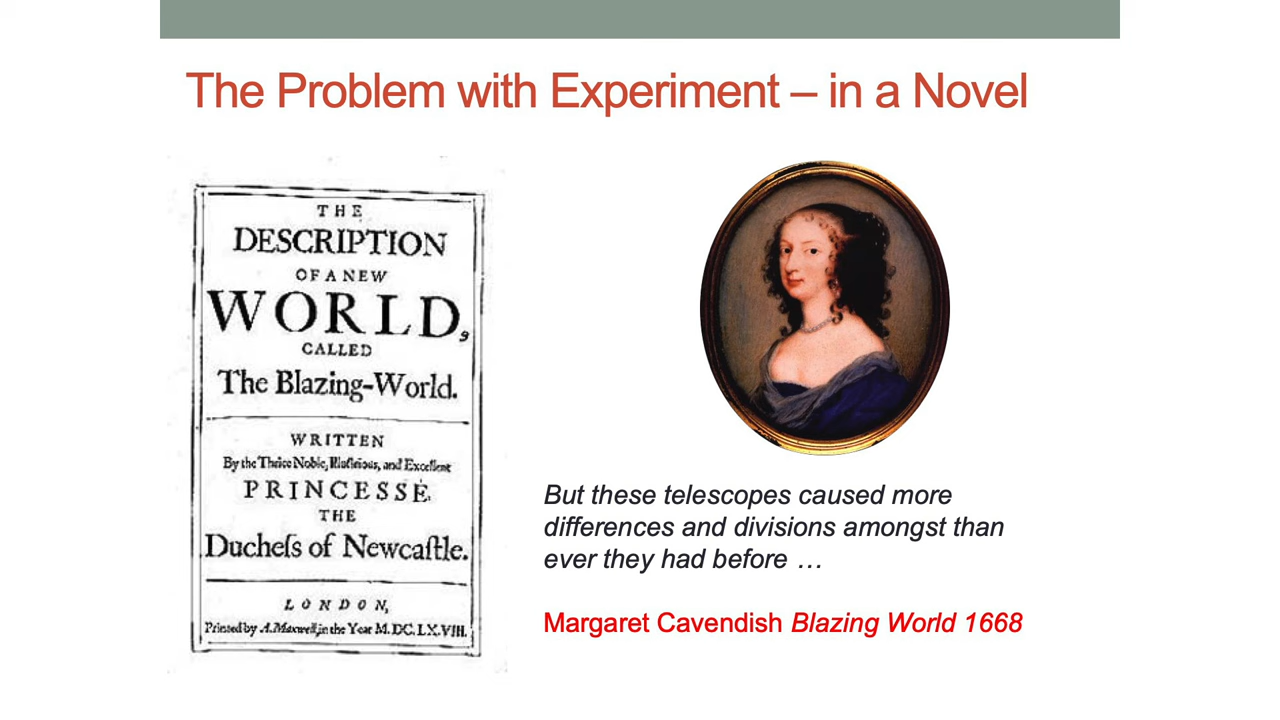 The Problem with Experiment – in a Novel
THE
DESCRIPTION
OF A NEW
WORLD,
CALLED
The Blazing-World.
WRITTEN
By the Thrice Noble, Illuſtrious, and Excellent
PRINCESSE,
THE
Ducheſs of Newcaſtle.
LONDON,
Printed by A. Maxwell, in the Year M.DC.LX.VIII.
But these telescopes caused more
differences and divisions amongst than
ever they had before …
Margaret Cavendish Blazing World 1668